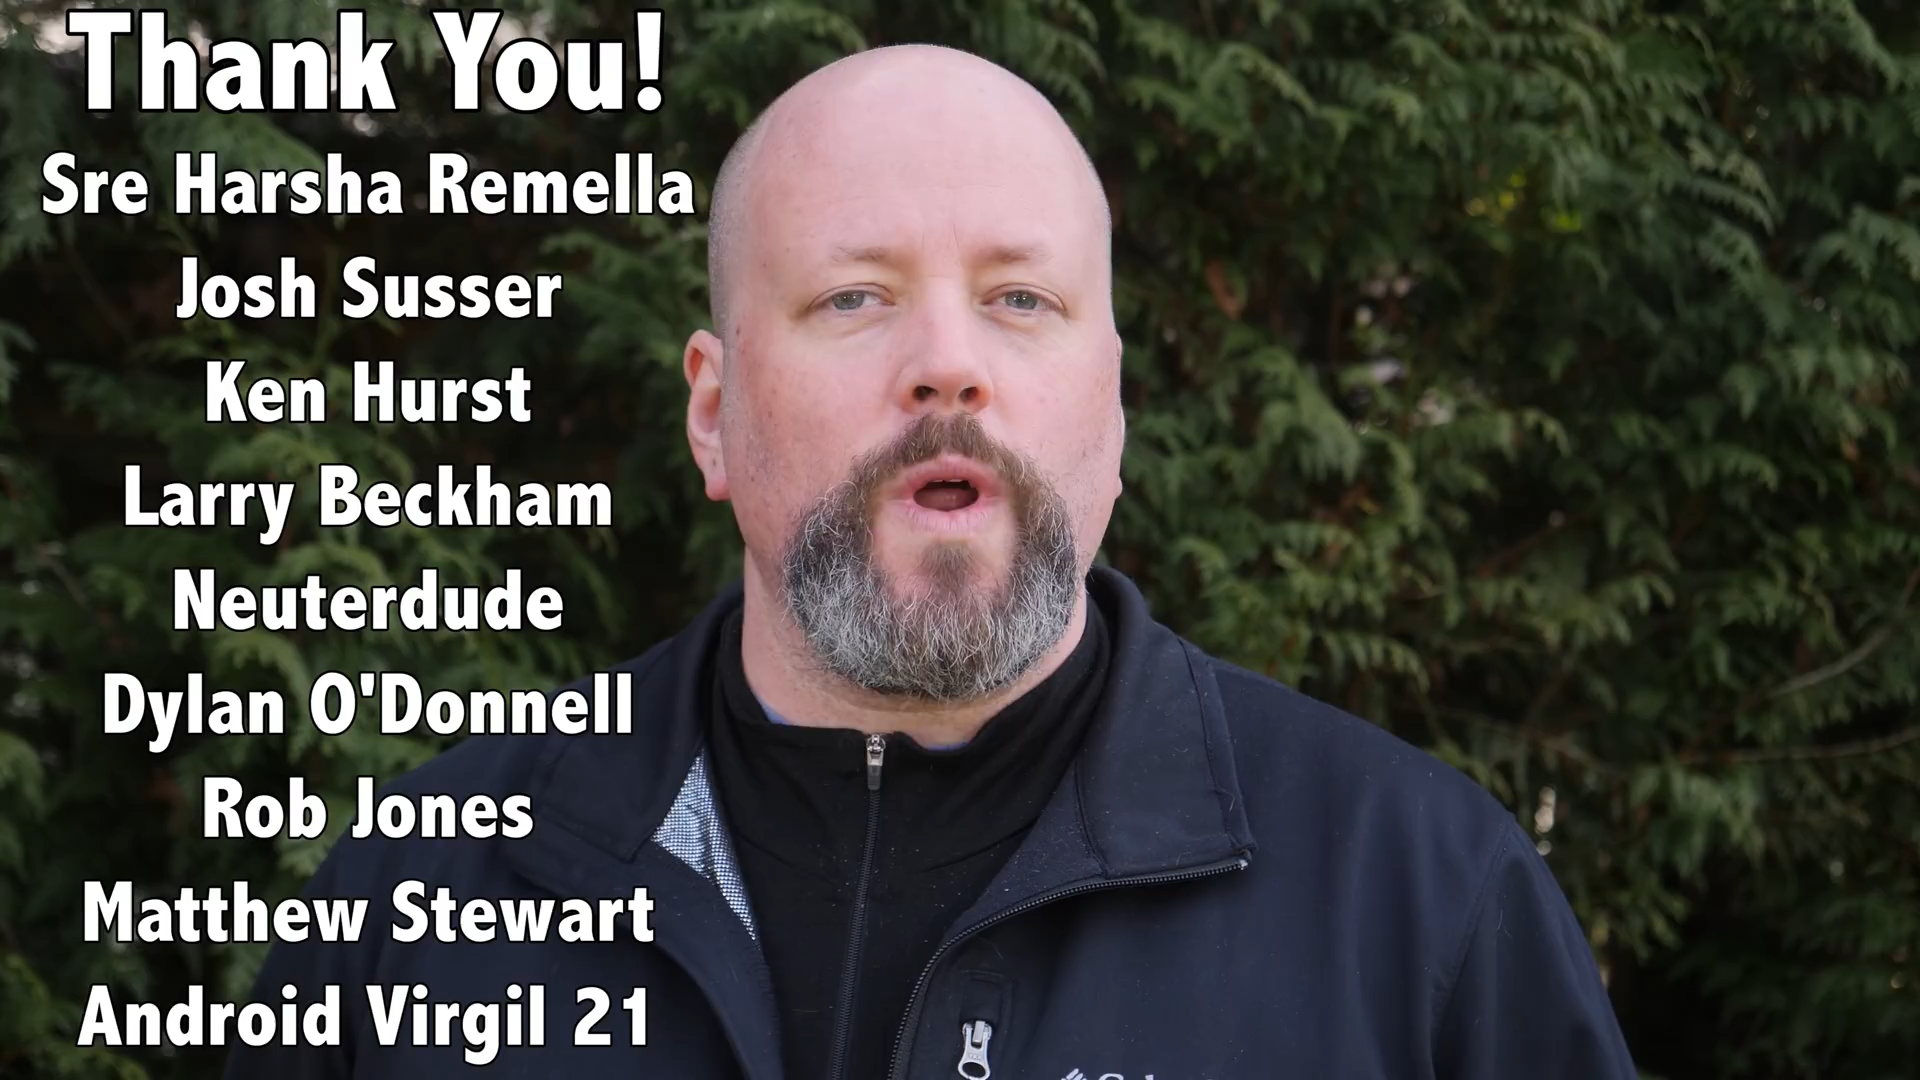 Thank You!
Sre Harsha Remella
Josh Susser
Ken Hurst
Larry Beckham
Neuterdude
Dylan O'Donnell
Rob Jones
Matthew Stewart
Android Virgil 21